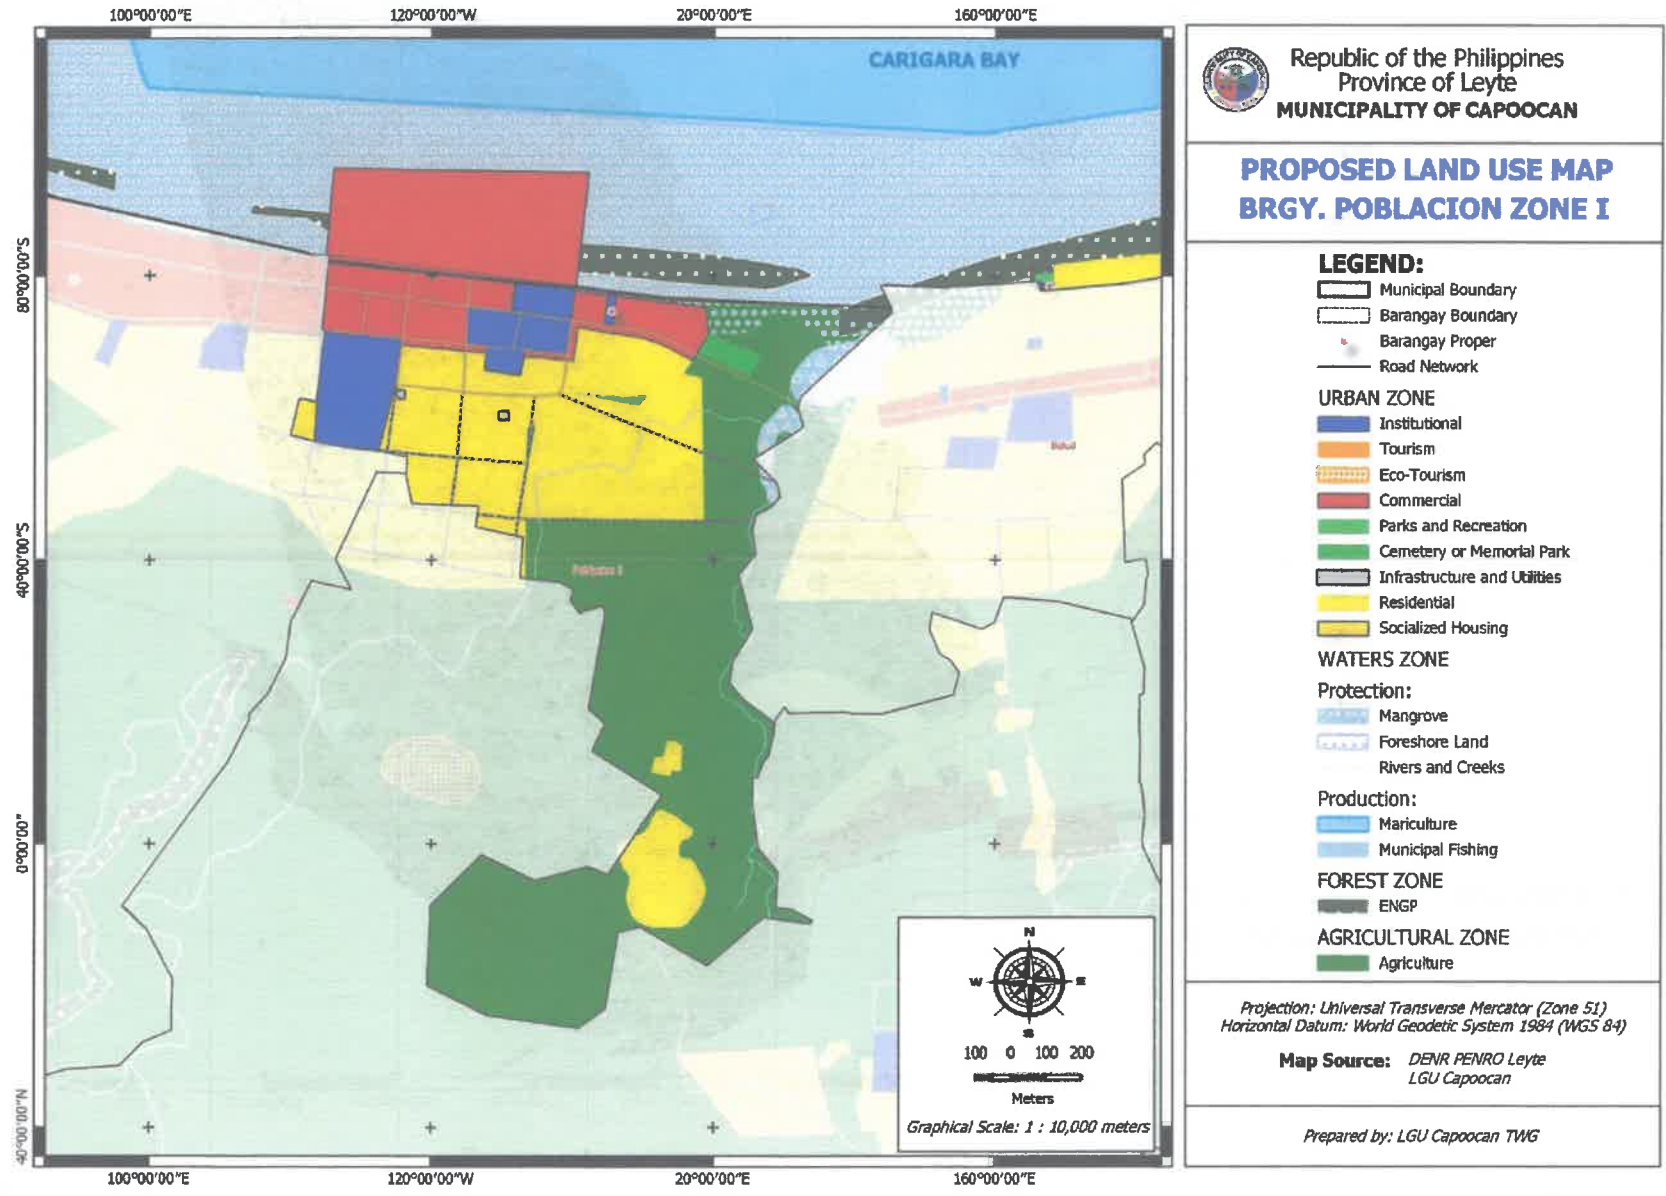 100°00'00"E 120°00'00"W 20°00'00"E 160°00'00"E
CARIGARA BAY
80°00'00"S
40°00'00"S
0°00'00"
40°00'00"N
Poblacion I
N
W E
S
100 0 100 200
Meters
Graphical Scale: 1 : 10,000 meters
100°00'00"E 120°00'00"W 20°00'00"E 160°00'00"E
Republic of the Philippines
Province of Leyte
MUNICIPALITY OF CAPOOCAN
PROPOSED LAND USE MAP
BRGY. POBLACION ZONE I
LEGEND:
Municipal Boundary
Barangay Boundary
Barangay Proper
Road Network
URBAN ZONE
Institutional
Tourism
Eco-Tourism
Commercial
Parks and Recreation
Cemetery or Memorial Park
Infrastructure and Utilities
Residential
Socialized Housing
WATERS ZONE
Protection:
Mangrove
Foreshore Land
Rivers and Creeks
Production:
Mariculture
Municipal Fishing
FOREST ZONE
ENGP
AGRICULTURAL ZONE
Agriculture
Projection: Universal Transverse Mercator (Zone 51)
Horizontal Datum: World Geodetic System 1984 (WGS 84)
Map Source: DENR PENRO Leyte
LGU Capoocan
Prepared by: LGU Capoocan TWG